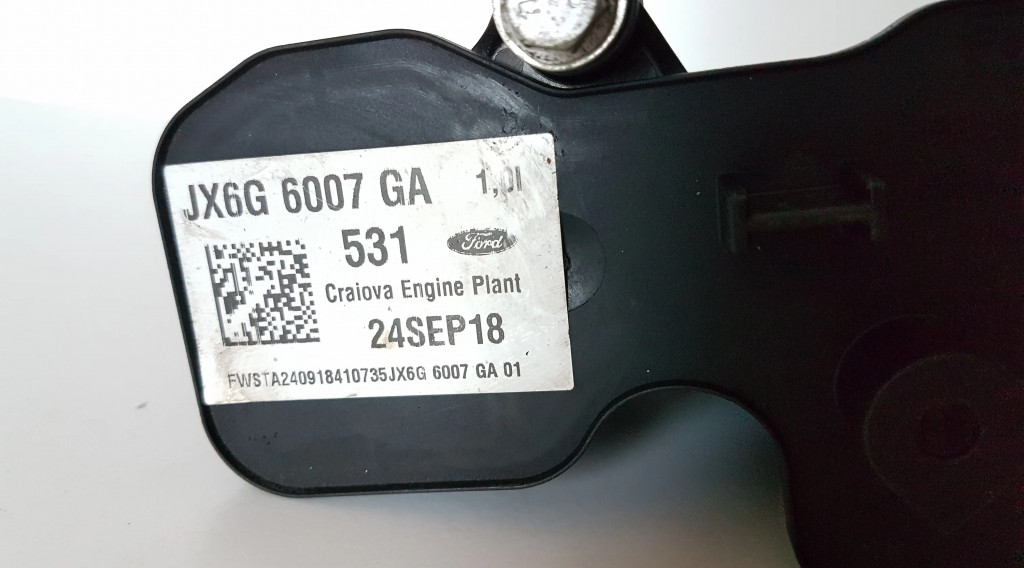 JX6G 6007 GA 1,0l
531 Ford
Craiova Engine Plant
24SEP18
FWSTA240918410735JX6G 6007 GA 01